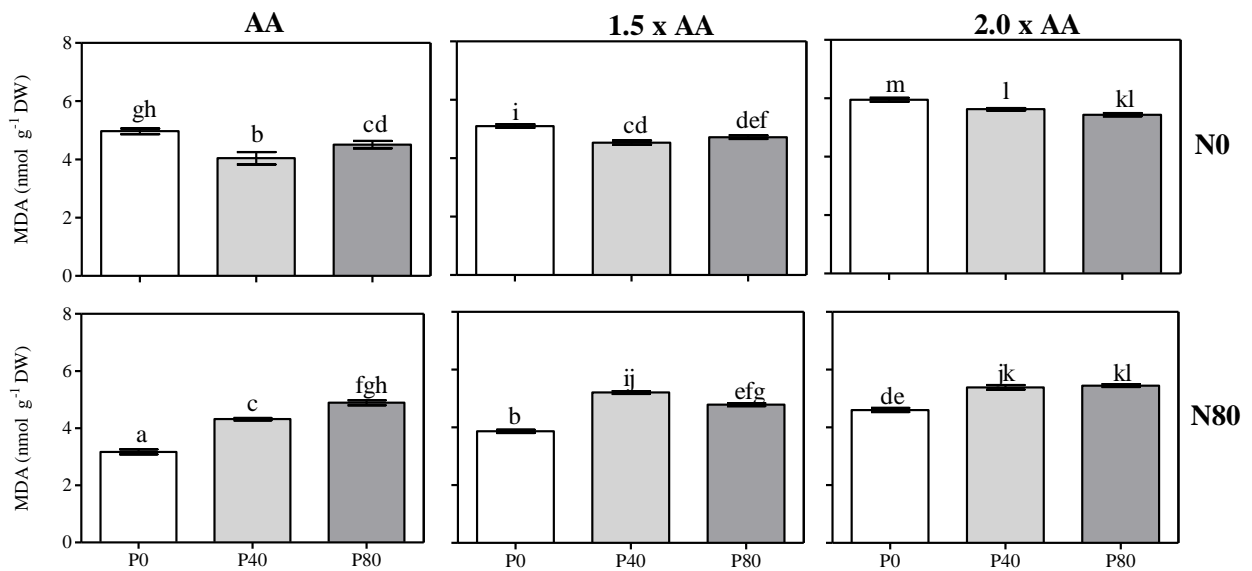 AA 1.5 x AA 2.0 x AA
MDA (nmol g⁻¹ DW)
8
6
4
2
0
gh b cd
i cd def
m l kl
N0
MDA (nmol g⁻¹ DW)
8
6
4
2
0
a c fgh
b ij efg
de jk kl
N80
P0 P40 P80 P0 P40 P80 P0 P40 P80